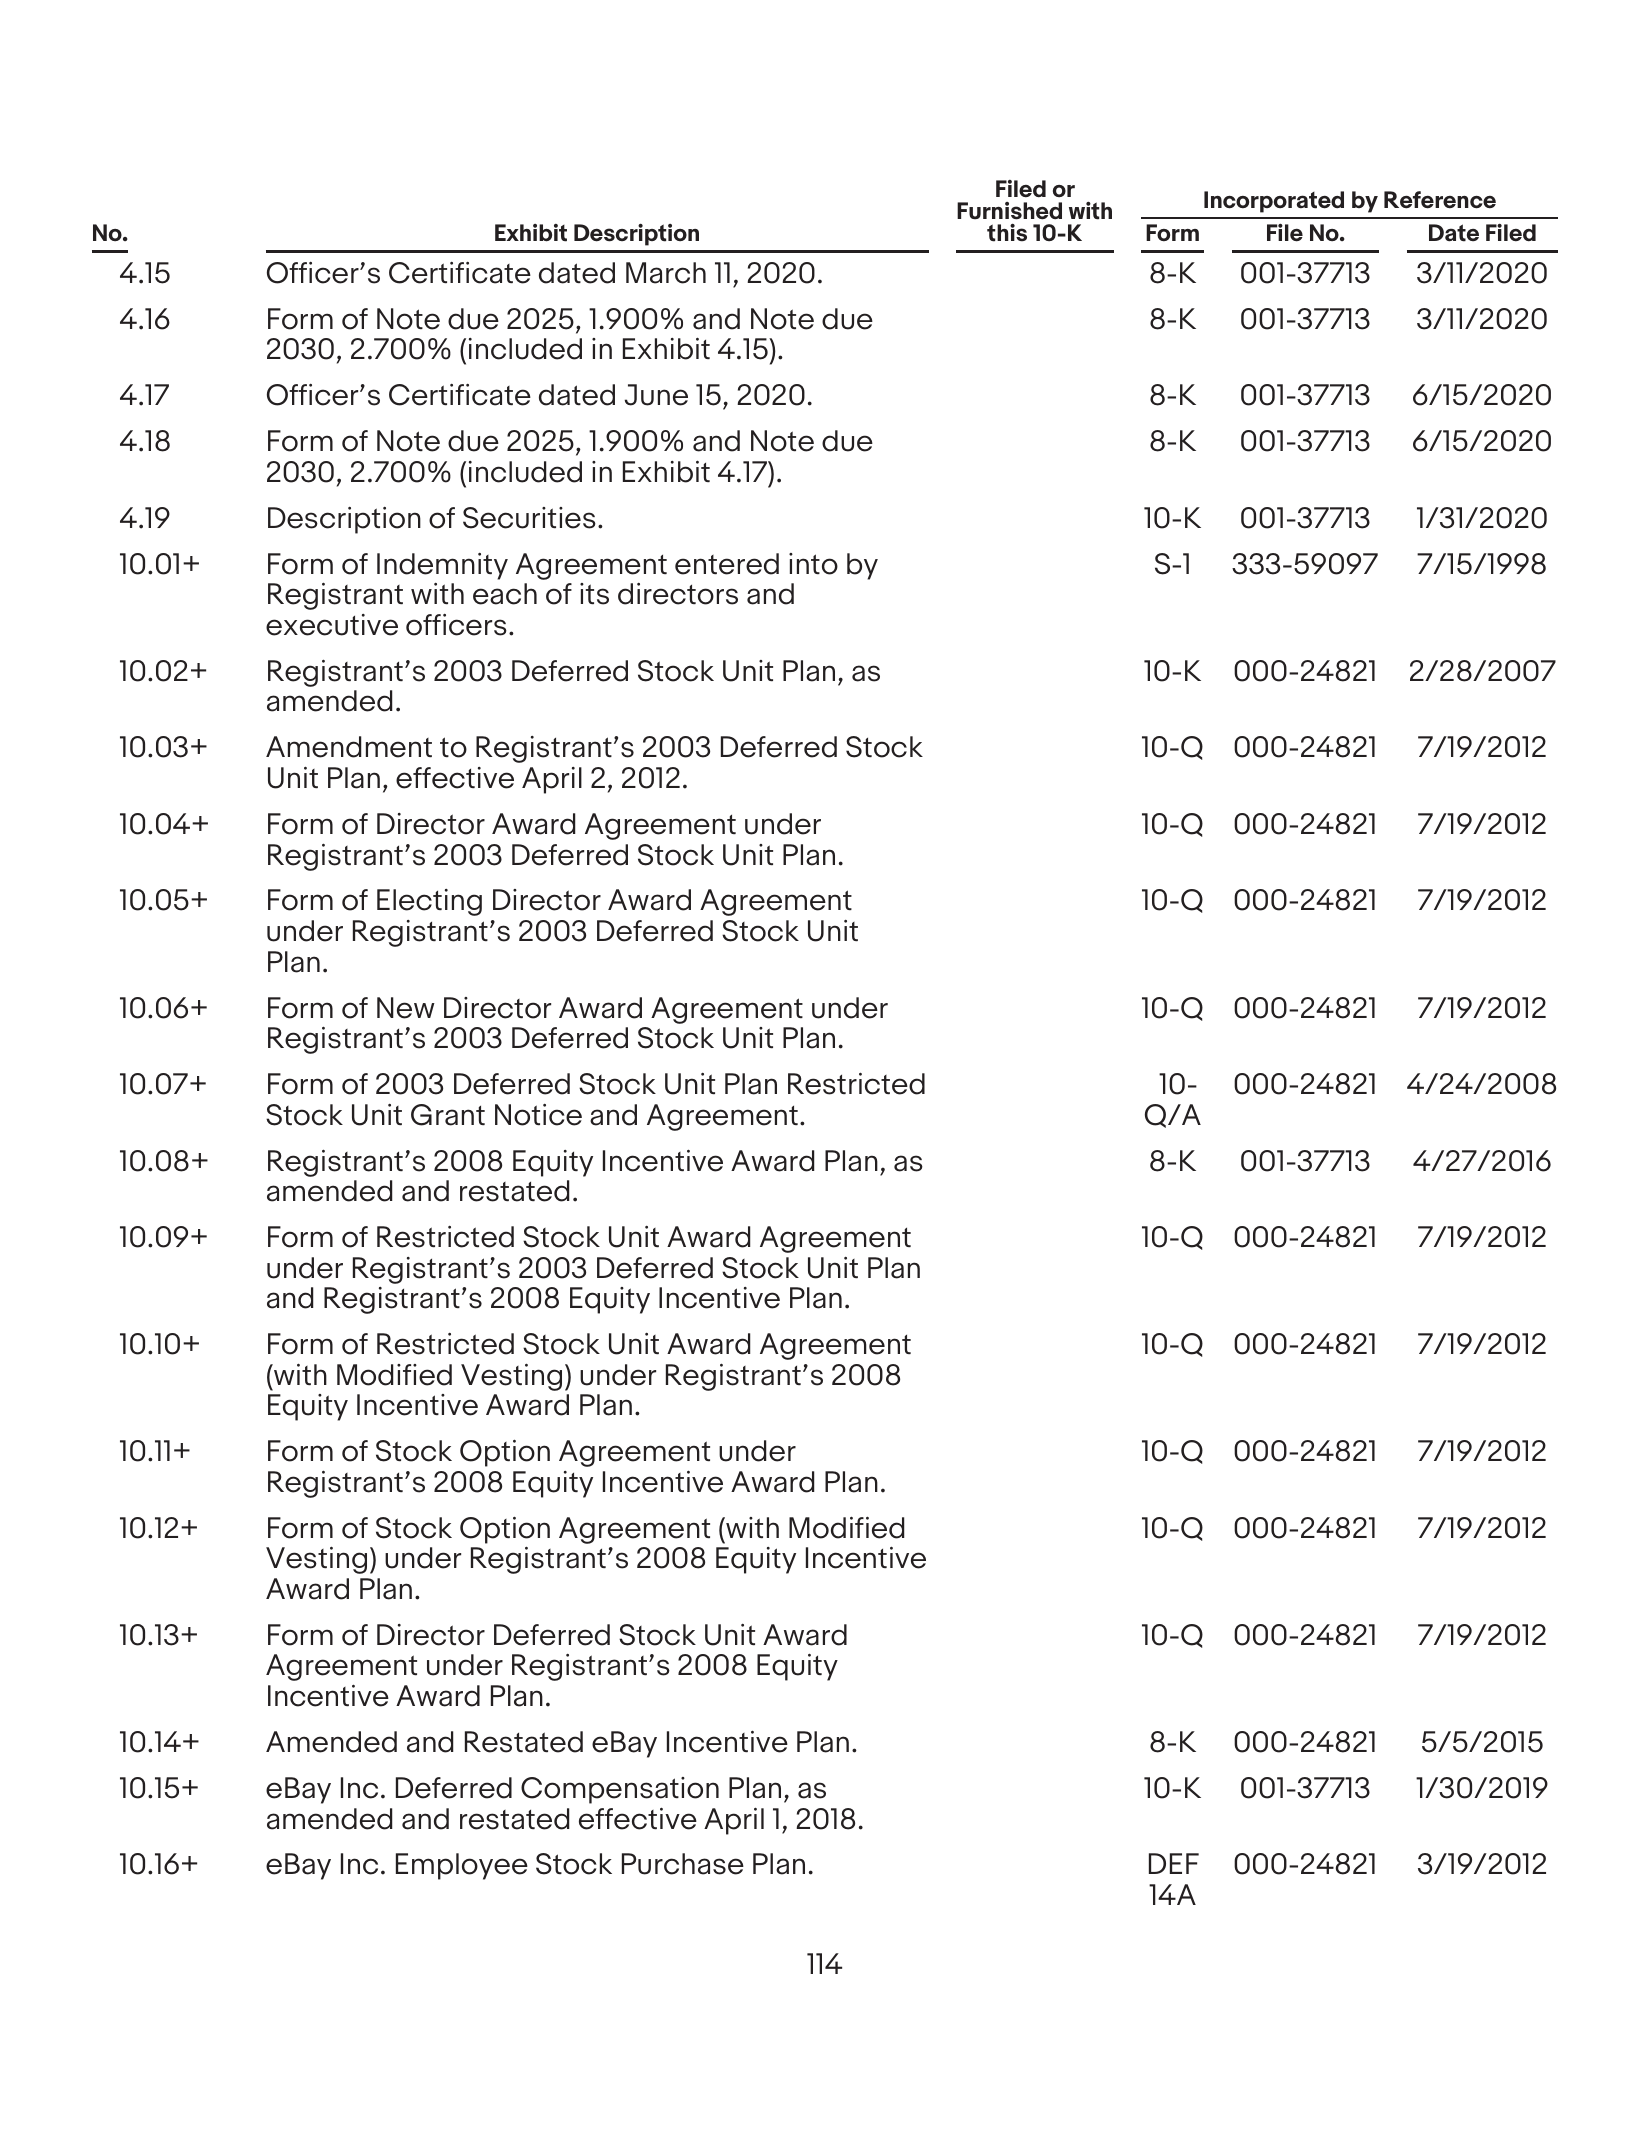 Filed or
Furnished with
this 10-K
Incorporated by Reference
No. Exhibit Description Form File No. Date Filed
4.15 Officer’s Certificate dated March 11, 2020. 8-K 001-37713 3/11/2020
4.16 Form of Note due 2025, 1.900% and Note due 8-K 001-37713 3/11/2020
2030, 2.700% (included in Exhibit 4.15).
4.17 Officer’s Certificate dated June 15, 2020. 8-K 001-37713 6/15/2020
4.18 Form of Note due 2025, 1.900% and Note due 8-K 001-37713 6/15/2020
2030, 2.700% (included in Exhibit 4.17).
4.19 Description of Securities. 10-K 001-37713 1/31/2020
10.01+ Form of Indemnity Agreement entered into by S-1 333-59097 7/15/1998
Registrant with each of its directors and
executive officers.
10.02+ Registrant’s 2003 Deferred Stock Unit Plan, as 10-K 000-24821 2/28/2007
amended.
10.03+ Amendment to Registrant’s 2003 Deferred Stock 10-Q 000-24821 7/19/2012
Unit Plan, effective April 2, 2012.
10.04+ Form of Director Award Agreement under 10-Q 000-24821 7/19/2012
Registrant’s 2003 Deferred Stock Unit Plan.
10.05+ Form of Electing Director Award Agreement 10-Q 000-24821 7/19/2012
under Registrant’s 2003 Deferred Stock Unit
Plan.
10.06+ Form of New Director Award Agreement under 10-Q 000-24821 7/19/2012
Registrant’s 2003 Deferred Stock Unit Plan.
10.07+ Form of 2003 Deferred Stock Unit Plan Restricted 10- 000-24821 4/24/2008
Stock Unit Grant Notice and Agreement. Q/A
10.08+ Registrant’s 2008 Equity Incentive Award Plan, as 8-K 001-37713 4/27/2016
amended and restated.
10.09+ Form of Restricted Stock Unit Award Agreement 10-Q 000-24821 7/19/2012
under Registrant’s 2003 Deferred Stock Unit Plan
and Registrant’s 2008 Equity Incentive Plan.
10.10+ Form of Restricted Stock Unit Award Agreement 10-Q 000-24821 7/19/2012
(with Modified Vesting) under Registrant’s 2008
Equity Incentive Award Plan.
10.11+ Form of Stock Option Agreement under 10-Q 000-24821 7/19/2012
Registrant’s 2008 Equity Incentive Award Plan.
10.12+ Form of Stock Option Agreement (with Modified 10-Q 000-24821 7/19/2012
Vesting) under Registrant’s 2008 Equity Incentive
Award Plan.
10.13+ Form of Director Deferred Stock Unit Award 10-Q 000-24821 7/19/2012
Agreement under Registrant’s 2008 Equity
Incentive Award Plan.
10.14+ Amended and Restated eBay Incentive Plan. 8-K 000-24821 5/5/2015
10.15+ eBay Inc. Deferred Compensation Plan, as 10-K 001-37713 1/30/2019
amended and restated effective April 1, 2018.
10.16+ eBay Inc. Employee Stock Purchase Plan. DEF 000-24821 3/19/2012
14A
114